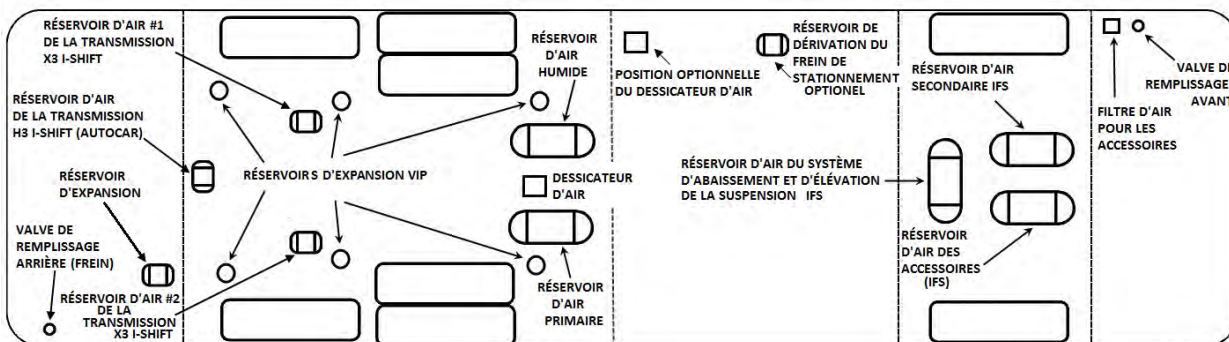 RÉSERVOIR D'AIR #1
DE LA TRANSMISSION
X3 I-SHIFT
RÉSERVOIR D'AIR
DE LA TRANSMISSION
H3 I-SHIFT (AUTOCAR)
RÉSERVOIR
D'EXPANSION
VALVE DE
REMPLISSAGE
ARRIÈRE (FREIN)
RÉSERVOIR D'AIR #2
DE LA
TRANSMISSION
X3 I-SHIFT
RÉSERVOIRS D'EXPANSION VIP
RÉSERVOIR
D'AIR
HUMIDE
DESSICATEUR
D'AIR
RÉSERVOIR
D'AIR
PRIMAIRE
POSITION OPTIONNELLE
DU DESSICATEUR D'AIR
RÉSERVOIR DE
DÉRIVATION DU
FREIN DE
STATIONNEMENT
OPTIONEL
RÉSERVOIR D'AIR DU SYSTÈME
D'ABAISSEMENT ET D'ÉLÉVATION
DE LA SUSPENSION IFS
RÉSERVOIR D'AIR
SECONDAIRE IFS
RÉSERVOIR
D'AIR DES
ACCESSOIRES
(IFS)
FILTRE D'AIR
POUR LES
ACCESSOIRES
VALVE DE
REMPLISSAGE
AVANT